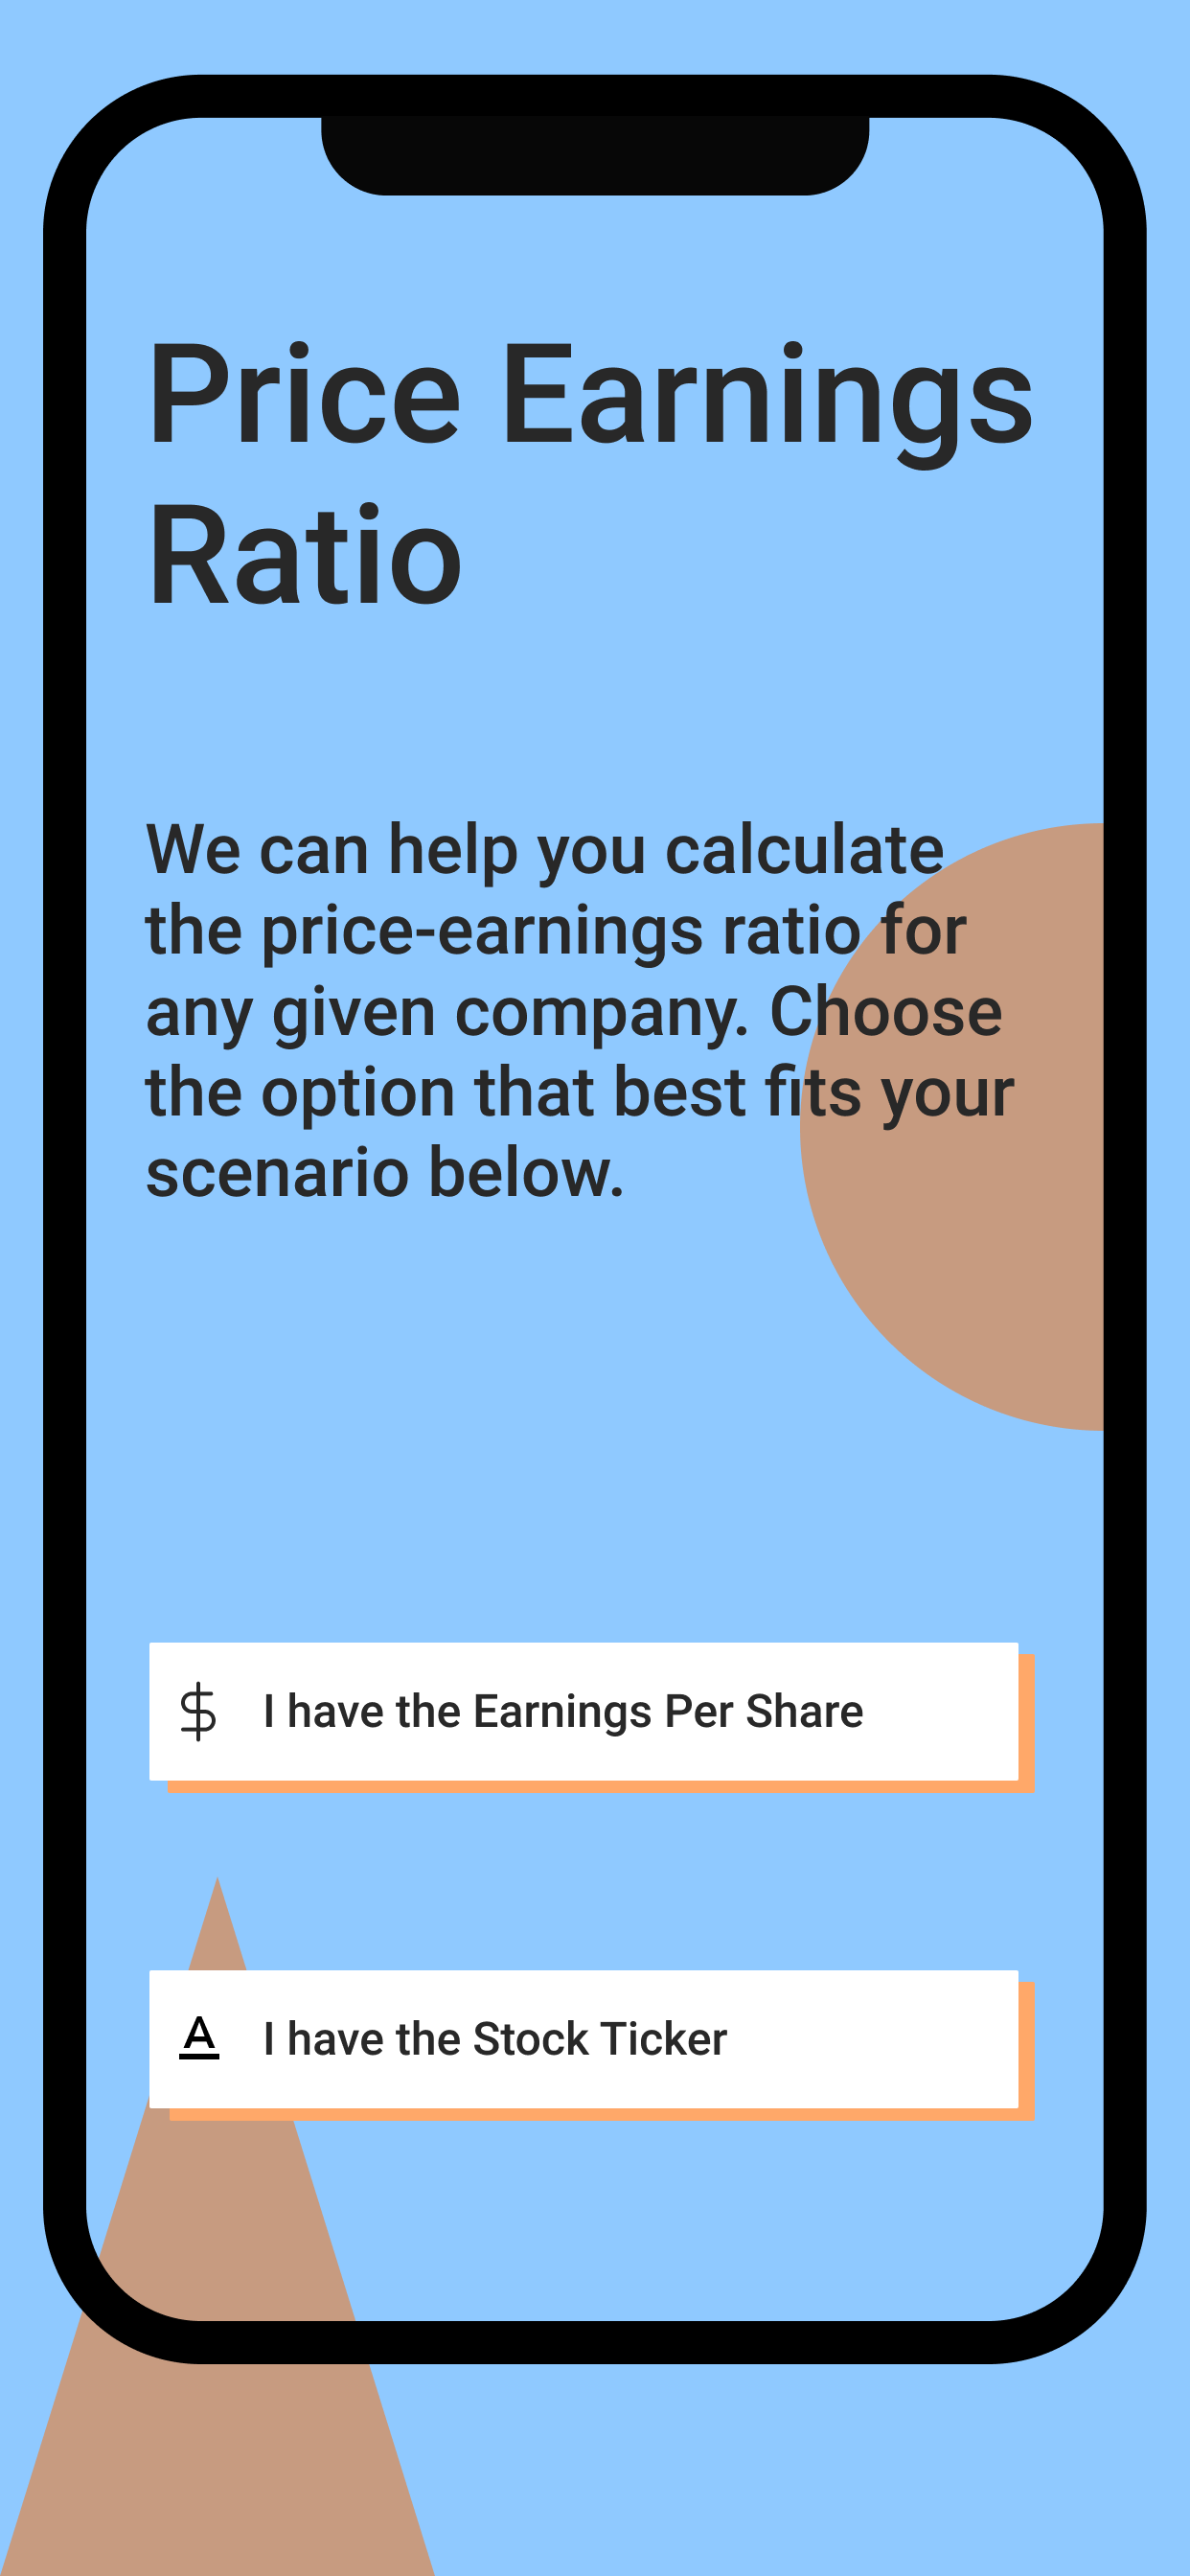 Price Earnings
Ratio
We can help you calculate
the price-earnings ratio for
any given company. Choose
the option that best fits your
scenario below.
$ I have the Earnings Per Share
A I have the Stock Ticker